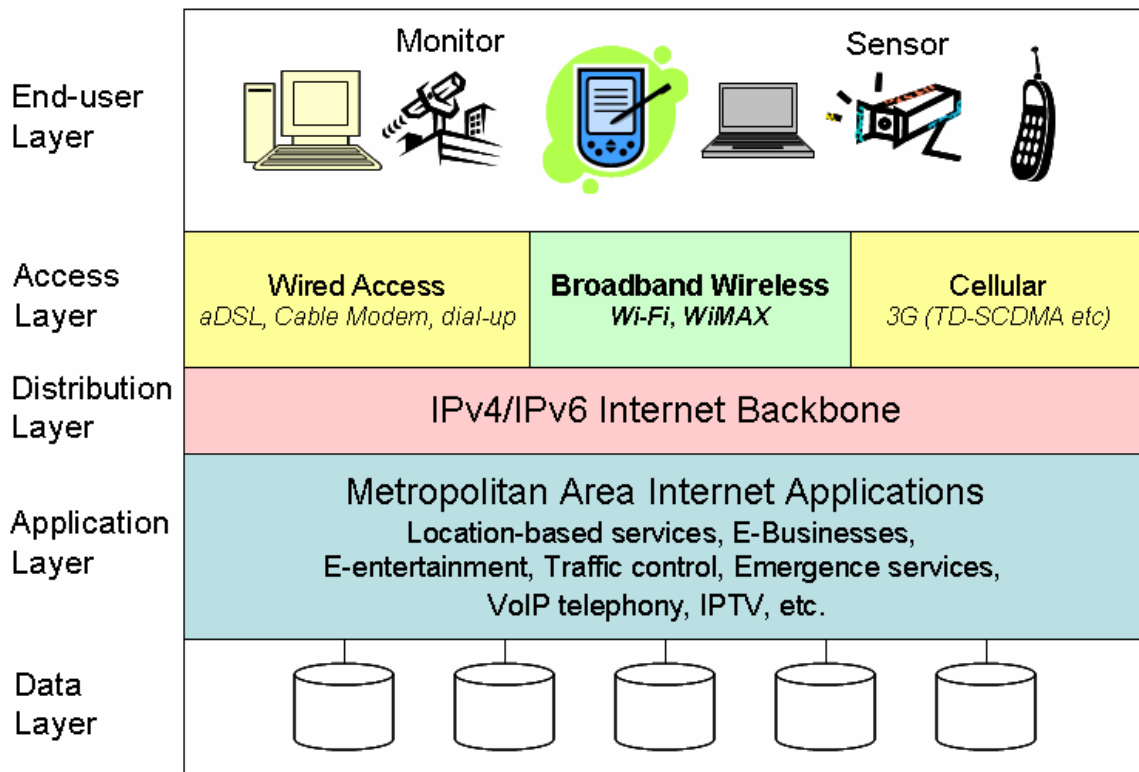 Monitor
Sensor
End-user
Layer
Access
Layer
Wired Access
aDSL, Cable Modem, dial-up
Broadband Wireless
Wi-Fi, WiMAX
Cellular
3G (TD-SCDMA etc)
Distribution
Layer
IPv4/IPv6 Internet Backbone
Application
Layer
Metropolitan Area Internet Applications
Location-based services, E-Businesses,
E-entertainment, Traffic control, Emergence services,
VoIP telephony, IPTV, etc.
Data
Layer